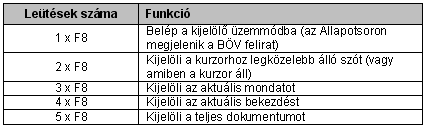 Leütések száma Funkció
1 x F8 Belép a kijelölő üzemmódba (az Állapotsoron
megjelenik a BŐV felirat)
2 x F8 Kijelöli a kurzorhoz legközelebb álló szót (vagy
amiben a kurzor áll)
3 x F8 Kijelöli az aktuális mondatot
4 x F8 Kijelöli az aktuális bekezdést
5 x F8 Kijelöli a teljes dokumentumot